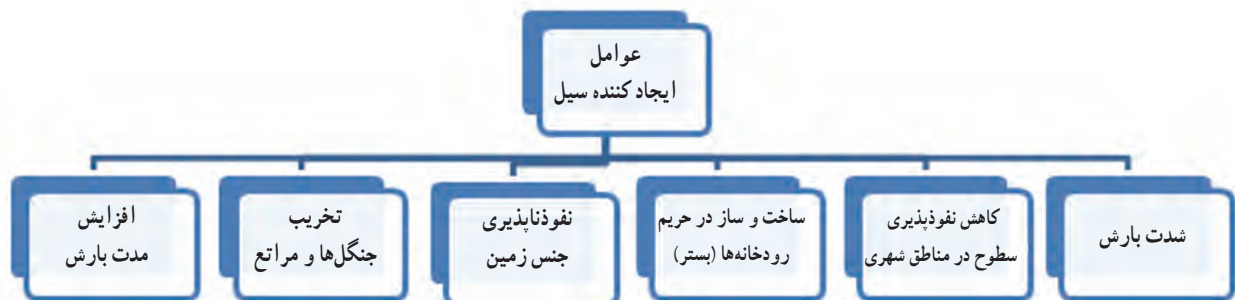 عوامل
ایجاد کننده سیل
شدت بارش
کاهش نفوذپذیری
سطوح در مناطق شهری
ساخت و ساز در حریم
رودخانه‌ها (بستر)
نفوذناپذیری
جنس زمین
تخریب
جنگل‌ها و مراتع
افزایش
مدت بارش